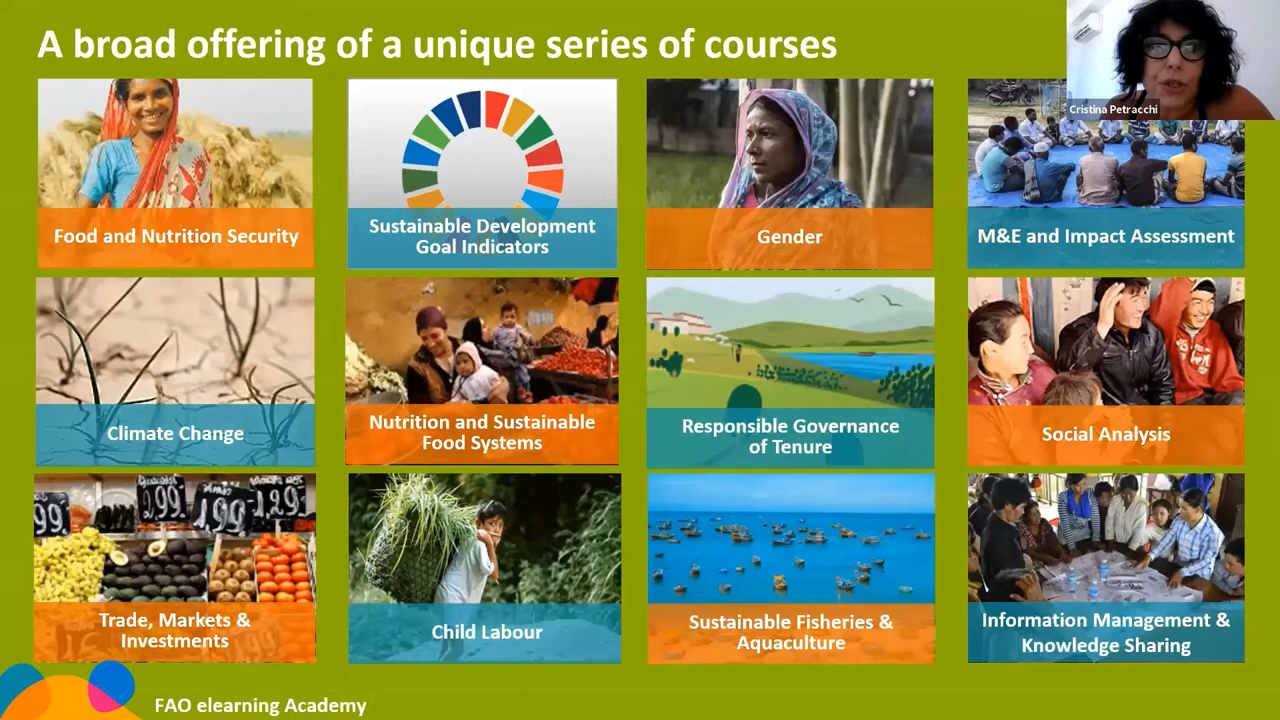 A broad offering of a unique series of courses
Cristina Petracchi
Food and Nutrition Security
Sustainable Development
Goal Indicators
Gender
M&E and Impact Assessment
Climate Change
Nutrition and Sustainable
Food Systems
Responsible Governance
of Tenure
Social Analysis
99
2,99
1,99
1,29
Trade, Markets &
Investments
Child Labour
Sustainable Fisheries &
Aquaculture
Information Management &
Knowledge Sharing
FAO elearning Academy